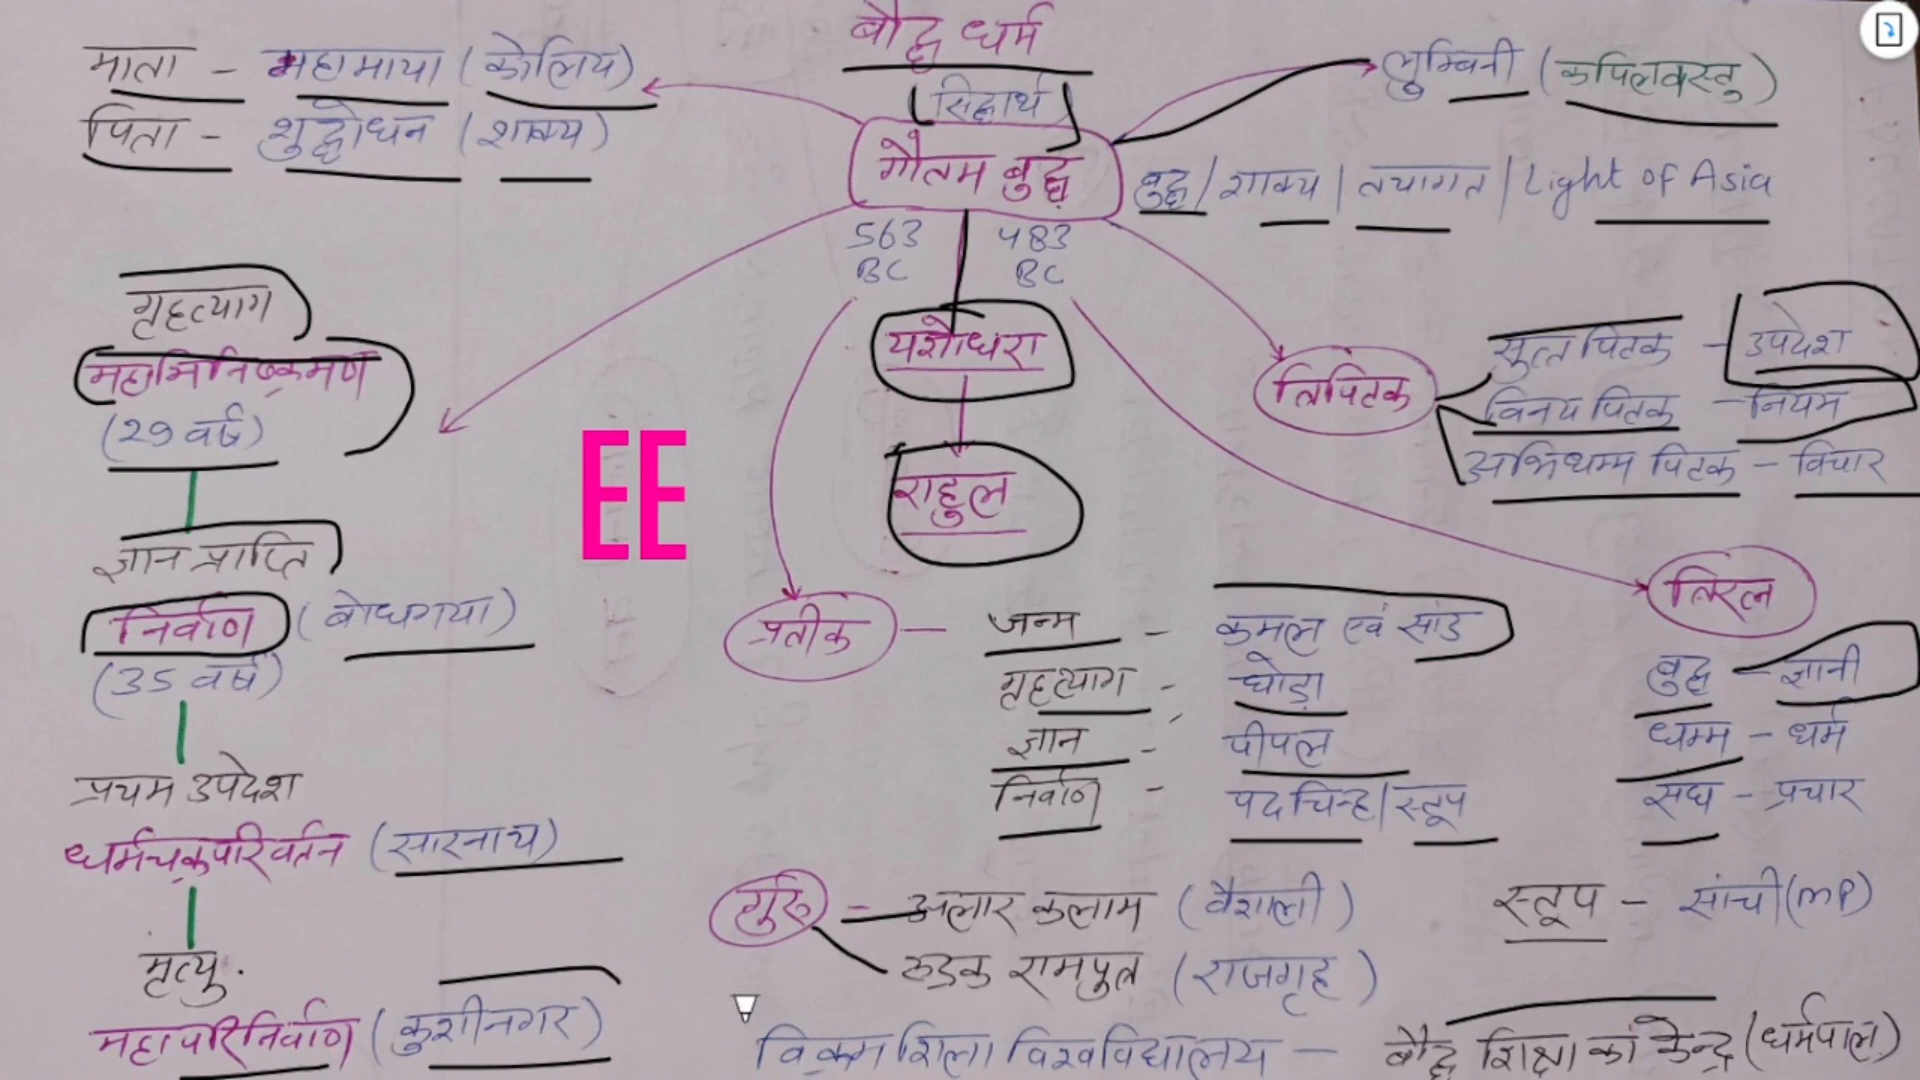 बौद्ध धर्म
माता - महामाया (कोलिय)
पिता - शुद्धोधन (शाक्य)
(सिद्धार्थ)
गौतम बुद्ध
563 BC
483 BC
लुम्बिनी (कपिलवस्तु)
बुद्ध / शाक्य / तथागत / Light of Asia
यशोधरा
राहुल
गृहत्याग
महाभिनिष्क्रमण
(29 वर्ष)
ज्ञान प्राप्ति
निर्वाण (बोधगया)
(35 वर्ष)
प्रथम उपदेश
धर्मचक्रपरिवर्तन (सारनाथ)
मृत्यु.
महापरिनिर्वाण (कुशीनगर)
EE
त्रिपिटक
सुत्त पिटक - उपदेश
विनय पिटक - नियम
अभिधम्म पिटक - विचार
त्रिरत्न
बुद्ध - ज्ञानी
धम्म - धर्म
संघ - प्रचार
प्रतीक - जन्म - कमल एवं सांड
गृहत्याग - घोड़ा
ज्ञान - पीपल
निर्वाण - पदचिन्ह/स्तूप
गुरु - अलार कलाम (वैशाली)
रुद्रक रामपुत्र (राजगृह)
स्तूप - सांची (MP)
विक्रमशिला विश्वविद्यालय - बौद्ध शिक्षा का केन्द्र (धर्मपाल)